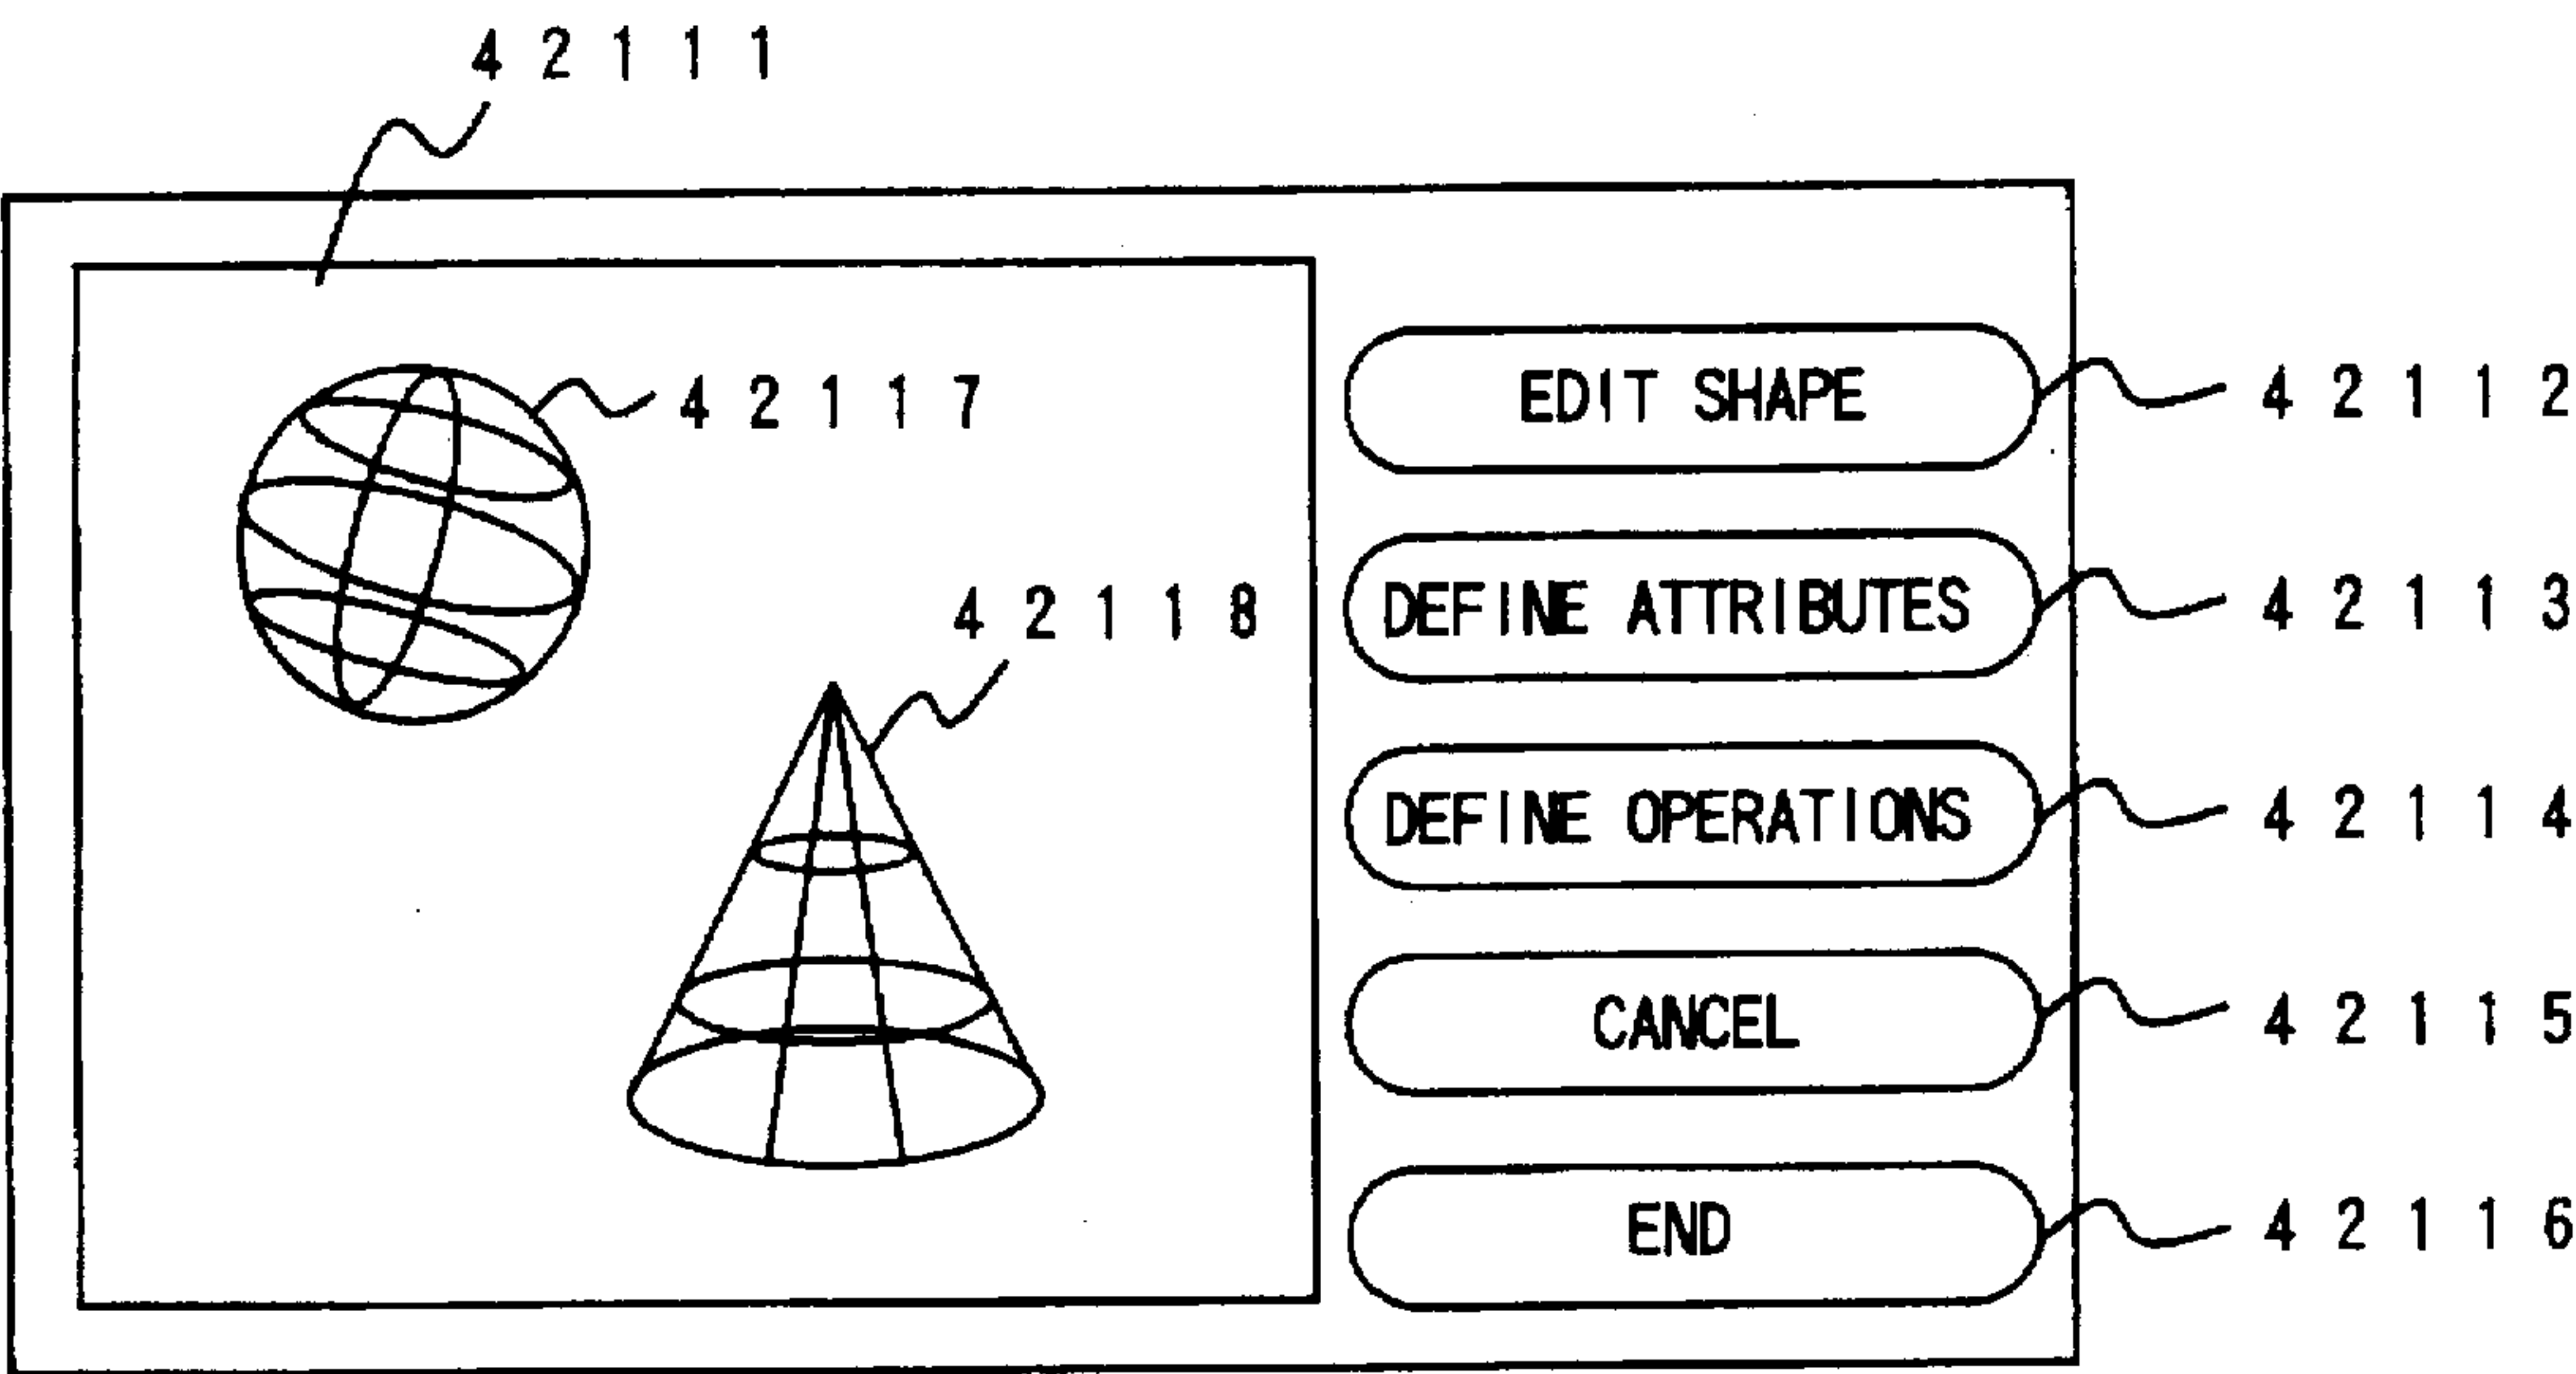 42111
42117
42118
EDIT SHAPE
42112
DEFINE ATTRIBUTES
42113
DEFINE OPERATIONS
42114
CANCEL
42115
END
42116